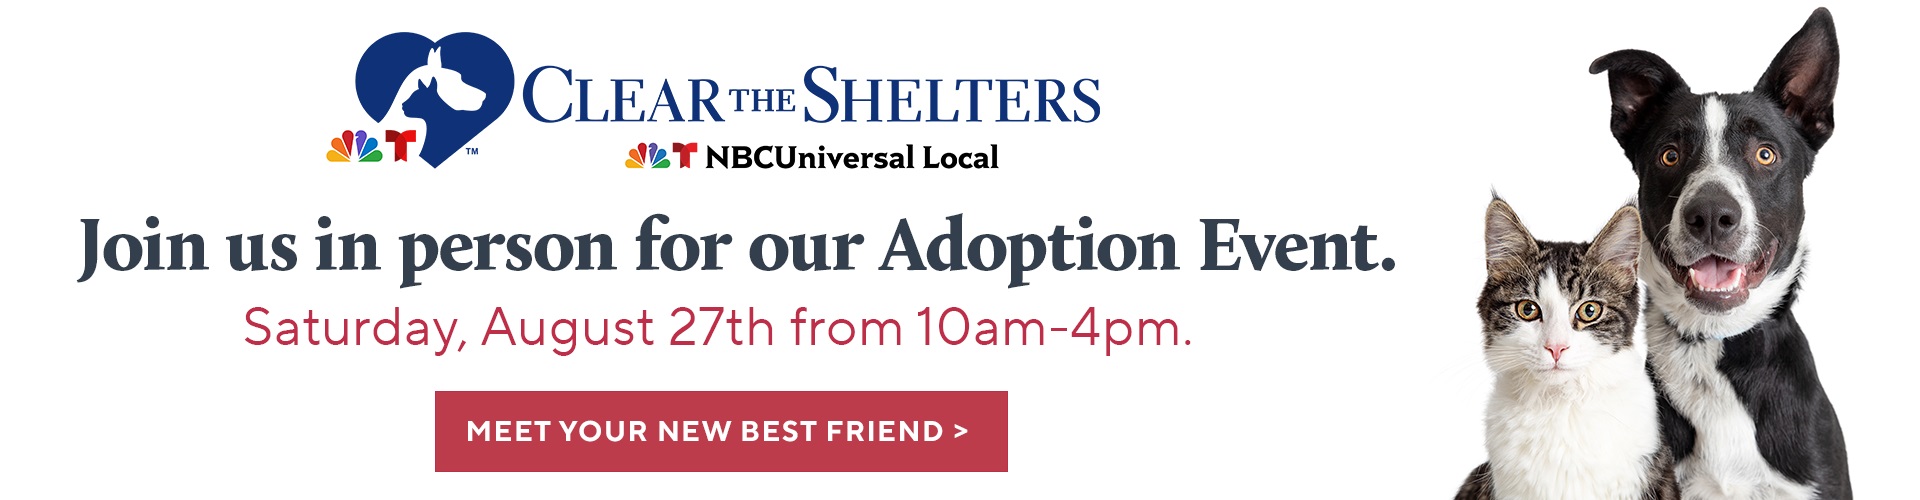 CLEAR THE SHELTERS
TM
NBCUniversal Local
Join us in person for our Adoption Event.
Saturday, August 27th from 10am-4pm.
MEET YOUR NEW BEST FRIEND >